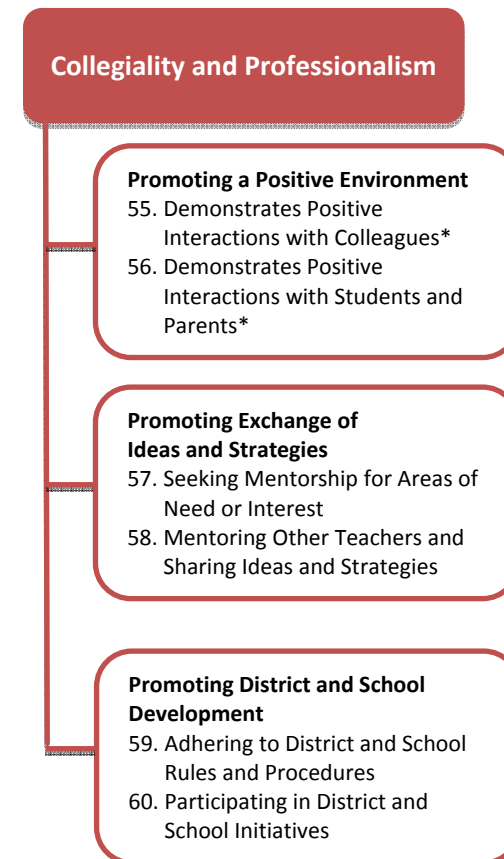 Collegiality and Professionalism
Promoting a Positive Environment
55. Demonstrates Positive
Interactions with Colleagues*
56. Demonstrates Positive
Interactions with Students and
Parents*
Promoting Exchange of
Ideas and Strategies
57. Seeking Mentorship for Areas of
Need or Interest
58. Mentoring Other Teachers and
Sharing Ideas and Strategies
Promoting District and School
Development
59. Adhering to District and School
Rules and Procedures
60. Participating in District and
School Initiatives